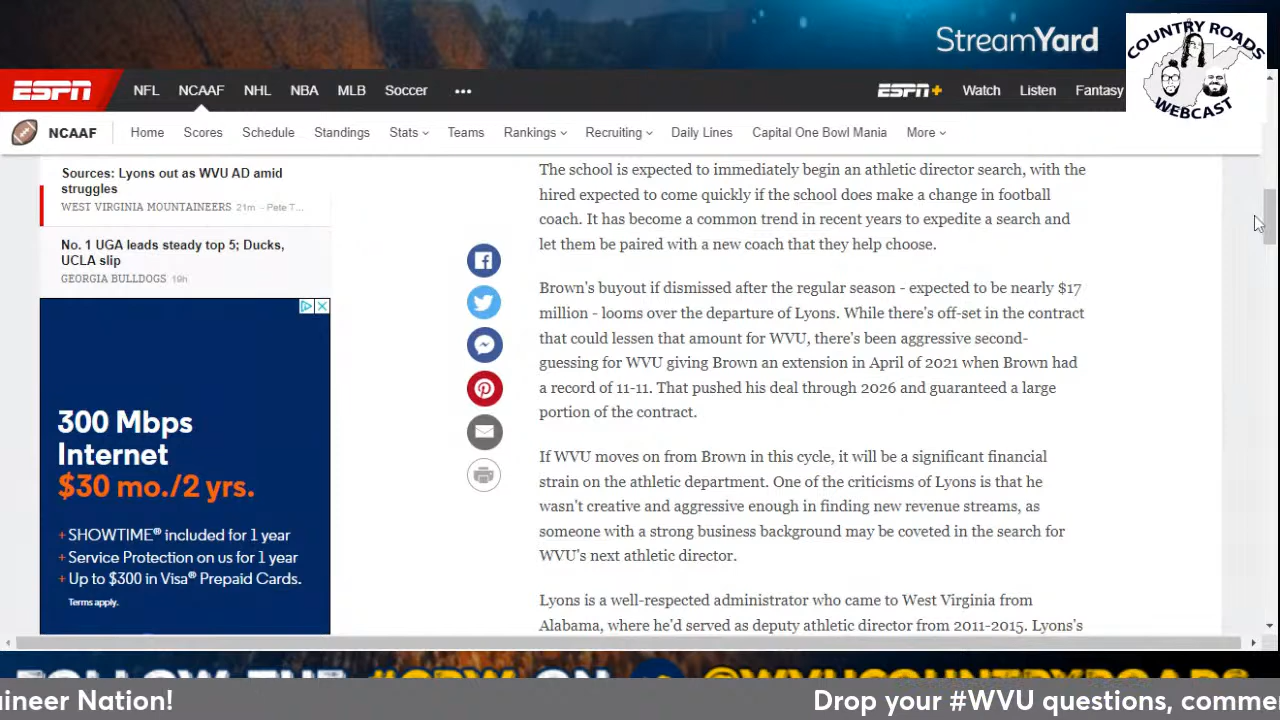 StreamYard
COUNTRY ROADS
WEBCAST
ESPN
NFL NCAAF NHL NBA MLB Soccer •••
ESPN+ Watch Listen Fantasy
NCAAF Home Scores Schedule Standings Stats Teams Rankings Recruiting Daily Lines Capital One Bowl Mania More
Sources: Lyons out as WVU AD amid
struggles
WEST VIRGINIA MOUNTAINEERS 21m - Pete T...
No. 1 UGA leads steady top 5; Ducks,
UCLA slip
GEORGIA BULLDOGS 19h
300 Mbps
Internet
$30 mo./2 yrs.
+ SHOWTIME® included for 1 year
+ Service Protection on us for 1 year
+ Up to $300 in Visa® Prepaid Cards.
Terms apply.
The school is expected to immediately begin an athletic director search, with the
hired expected to come quickly if the school does make a change in football
coach. It has become a common trend in recent years to expedite a search and
let them be paired with a new coach that they help choose.
Brown's buyout if dismissed after the regular season - expected to be nearly $17
million - looms over the departure of Lyons. While there's off-set in the contract
that could lessen that amount for WVU, there's been aggressive second-
guessing for WVU giving Brown an extension in April of 2021 when Brown had
a record of 11-11. That pushed his deal through 2026 and guaranteed a large
portion of the contract.
If WVU moves on from Brown in this cycle, it will be a significant financial
strain on the athletic department. One of the criticisms of Lyons is that he
wasn't creative and aggressive enough in finding new revenue streams, as
someone with a strong business background may be coveted in the search for
WVU's next athletic director.
Lyons is a well-respected administrator who came to West Virginia from
Alabama, where he'd served as deputy athletic director from 2011-2015. Lyons's
FOLLOW THE #CRW ON @WVUCOUNTRYROADS
aineer Nation! Drop your #WVU questions, comme